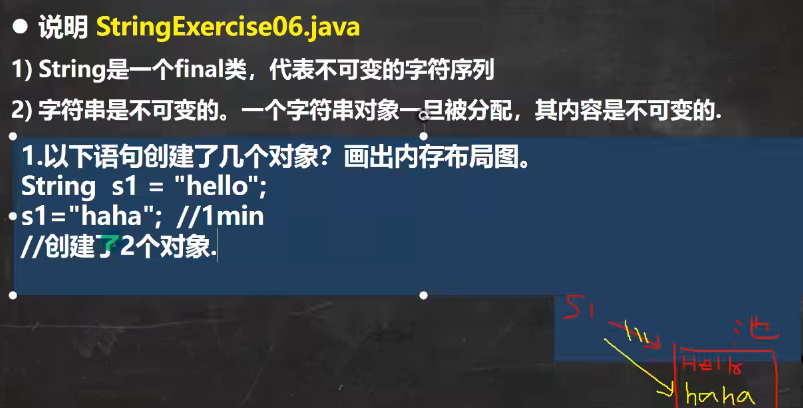 ● 说明 StringExercise06.java
1) String是一个final类，代表不可变的字符序列
2) 字符串是不可变的。一个字符串对象一旦被分配，其内容是不可变的.
1.以下语句创建了几个对象？画出内存布局图。
String s1 = "hello";
s1="haha"; //1min
//创建了2个对象.
S1
池
Hello
haha